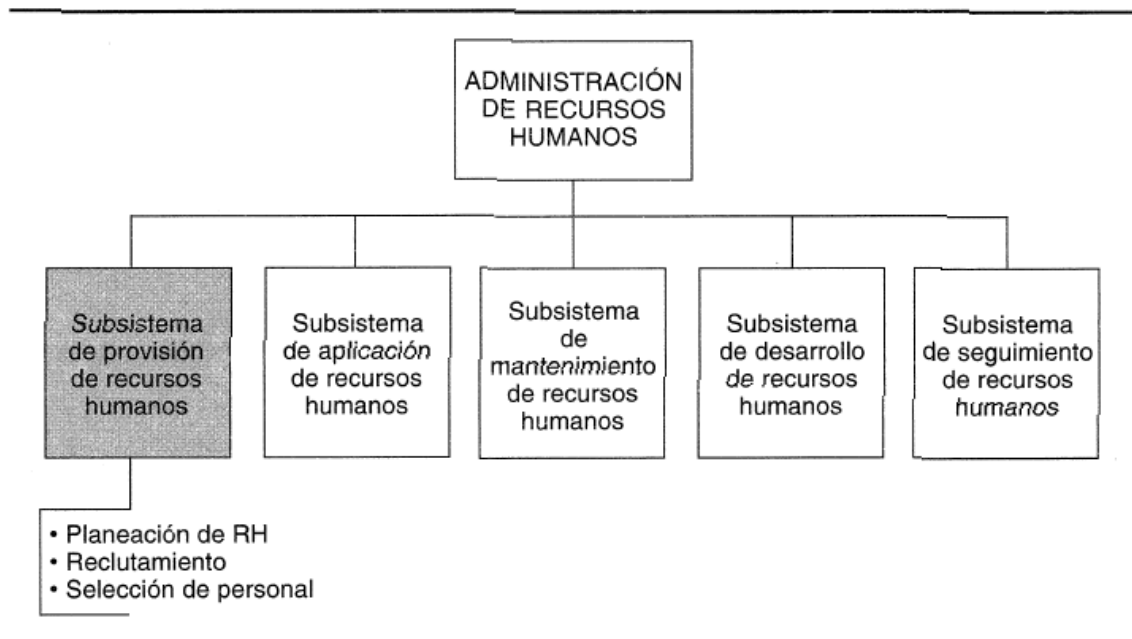 ADMINISTRACIÓN
DE RECURSOS
HUMANOS
Subsistema
de provisión
de recursos
humanos
Subsistema
de aplicación
de recursos
humanos
Subsistema
de
mantenimiento
de recursos
humanos
Subsistema
de desarrollo
de recursos
humanos
Subsistema
de seguimiento
de recursos
humanos
• Planeación de RH
• Reclutamiento
• Selección de personal